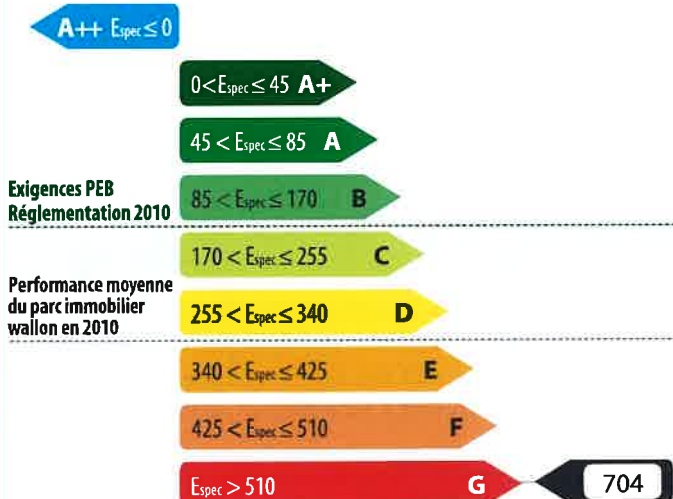 A++ Espec ≤ 0
0 < Espec ≤ 45 A+
45 < Espec ≤ 85 A
Exigences PEB
Réglementation 2010
85 < Espec ≤ 170 B
170 < Espec ≤ 255 C
Performance moyenne
du parc immobilier
wallon en 2010
255 < Espec ≤ 340 D
340 < Espec ≤ 425 E
425 < Espec ≤ 510 F
Espec > 510 G 704